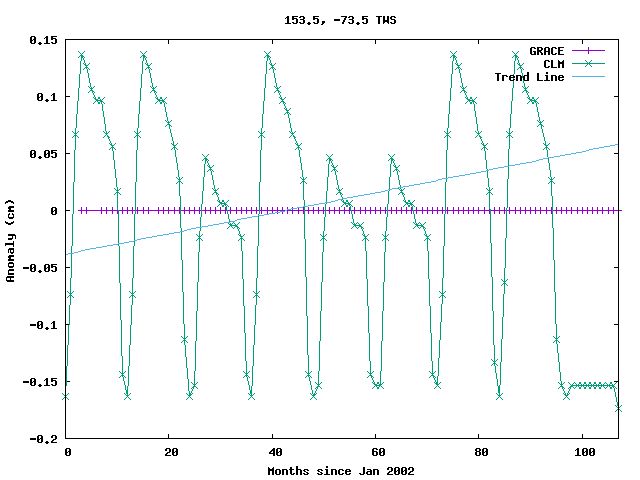 153.5, -73.5 TWS
GRACE
CLM
Trend Line
0.15
0.1
0.05
0
-0.05
-0.1
-0.15
-0.2
Anomaly (cm)
0 20 40 60 80 100
Months since Jan 2002